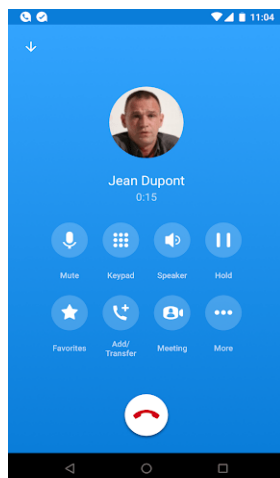 11:04
Jean Dupont
0:15
Mute Keypad Speaker Hold
Favorites Add/ Meeting More
Transfer